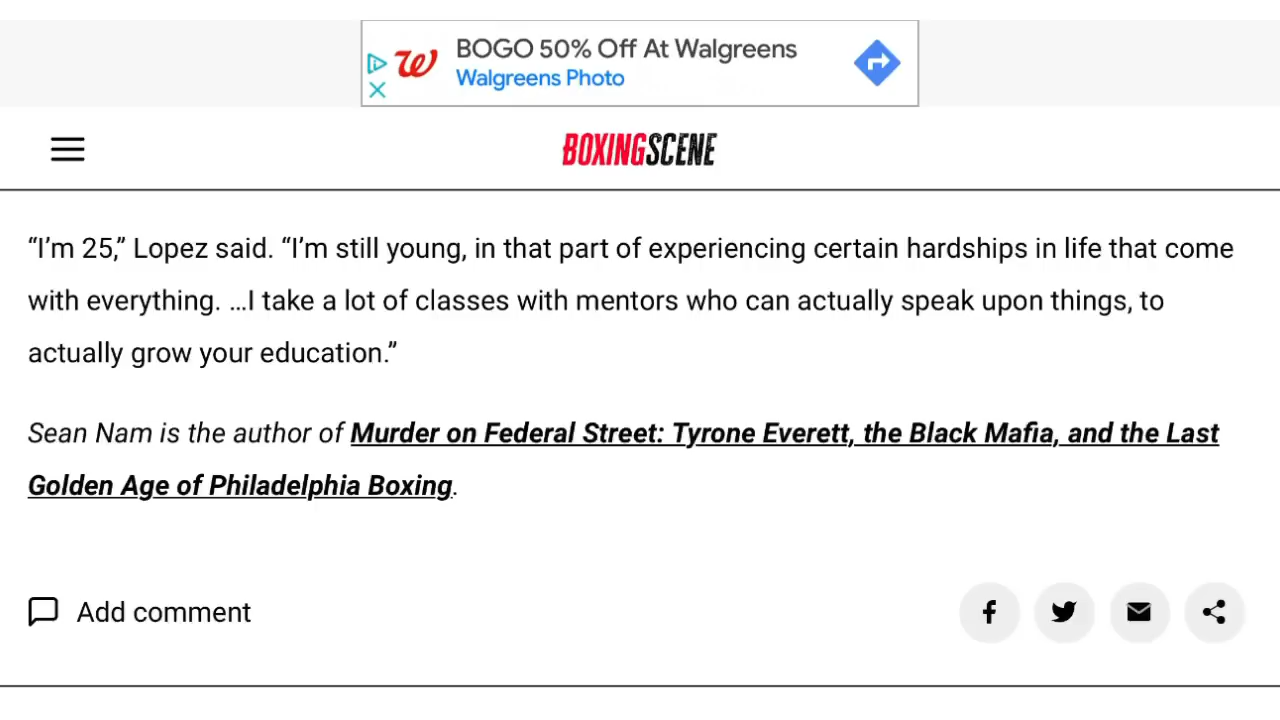 BOGO 50% Off At Walgreens
Walgreens Photo
BOXINGSCENE
“I’m 25,” Lopez said. “I’m still young, in that part of experiencing certain hardships in life that come
with everything. …I take a lot of classes with mentors who can actually speak upon things, to
actually grow your education.”
Sean Nam is the author of Murder on Federal Street: Tyrone Everett, the Black Mafia, and the Last
Golden Age of Philadelphia Boxing.
Add comment